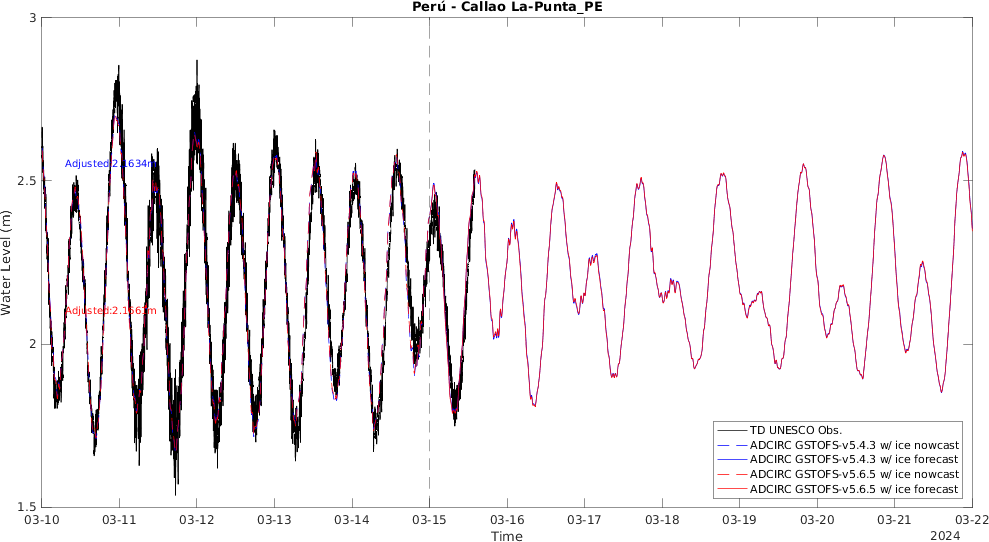 Perú - Callao La-Punta_PE
3
2.5
2
1.5
Water Level (m)
Adjusted:2.1634m
Adjusted:2.1663m
TD UNESCO Obs.
ADCIRC GSTOFS-v5.4.3 w/ ice nowcast
ADCIRC GSTOFS-v5.4.3 w/ ice forecast
ADCIRC GSTOFS-v5.6.5 w/ ice nowcast
ADCIRC GSTOFS-v5.6.5 w/ ice forecast
03-10 03-11 03-12 03-13 03-14 03-15 03-16 03-17 03-18 03-19 03-20 03-21 03-22
Time
2024